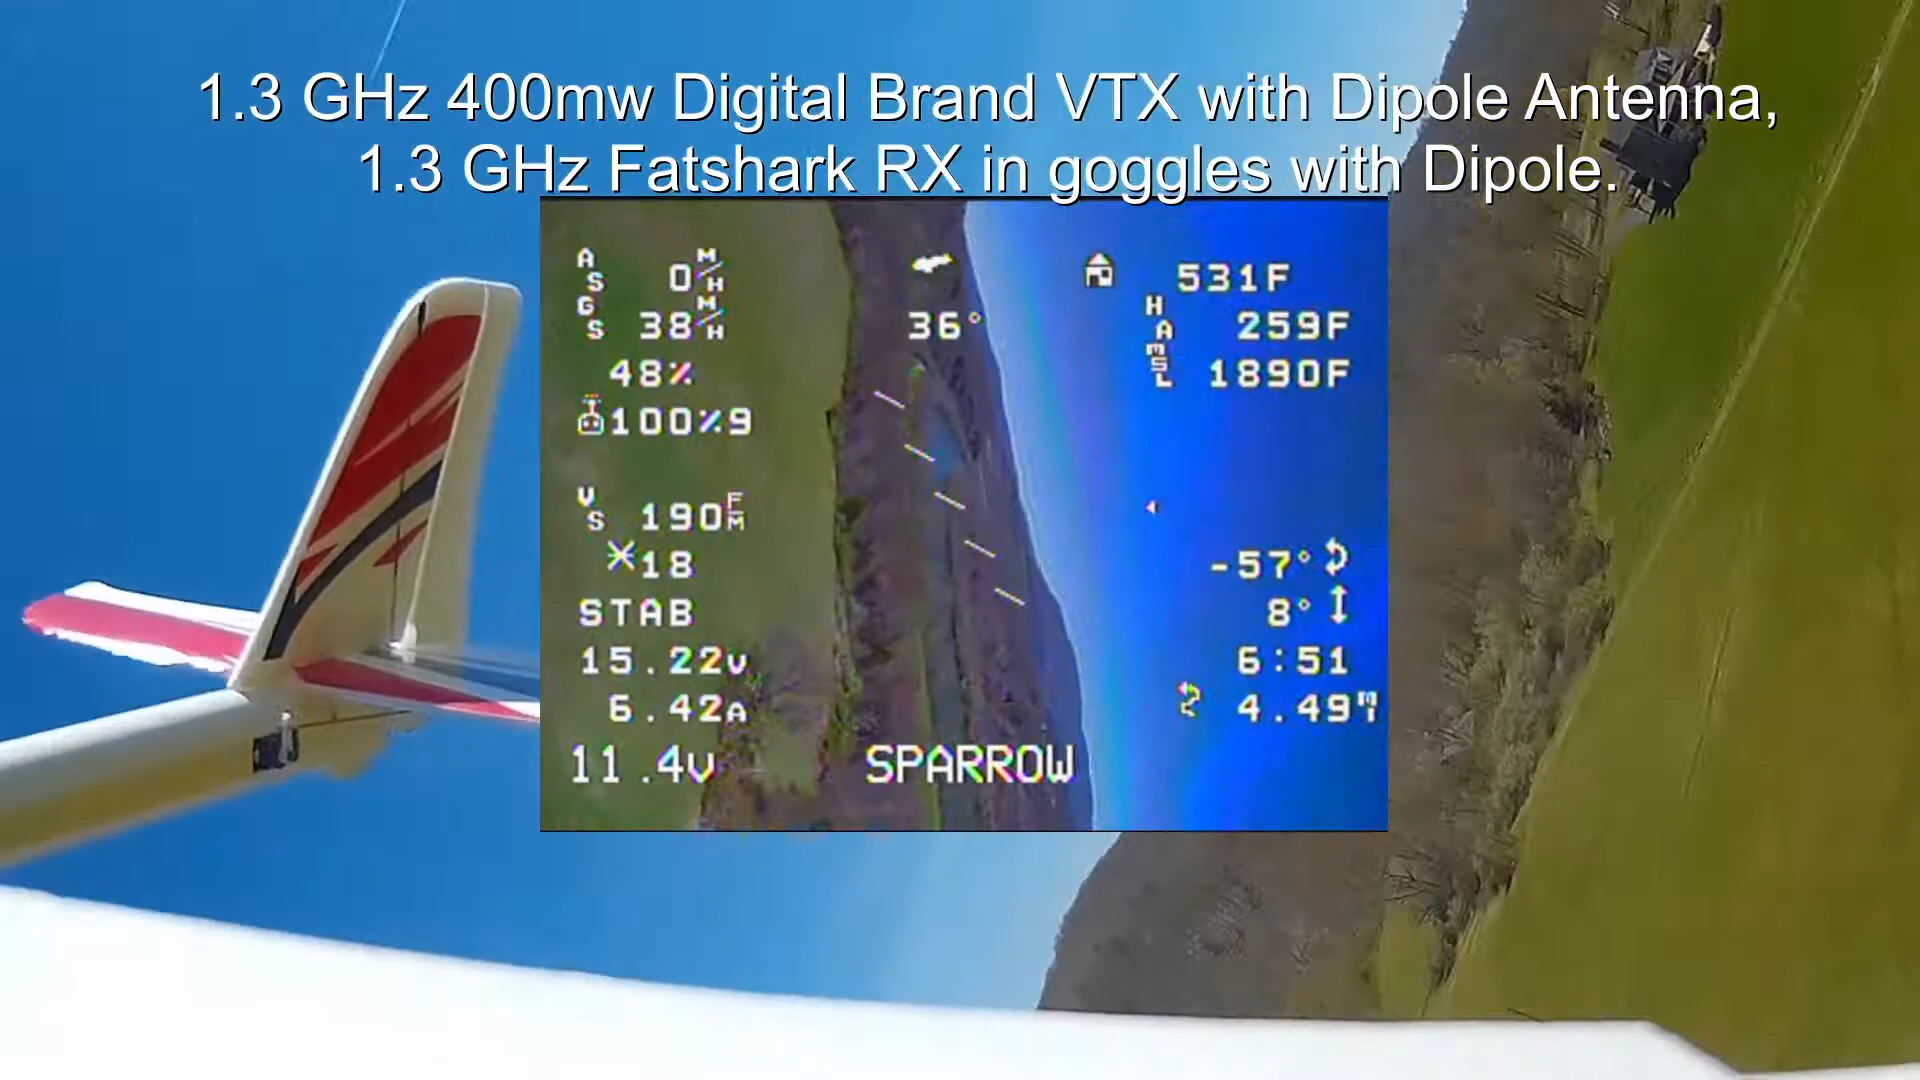 1.3 GHz 400mw Digital Brand VTX with Dipole Antenna,
1.3 GHz Fatshark RX in goggles with Dipole.
AS 0 M/H
GS 38 M/H
48%
100%9
VS 190 FM
18
STAB
15.22V
6.42A
11.4V
36°
SPARROW
531F
HA 259F
mSL 1890F
-57°
8°
6:51
4.49 mi